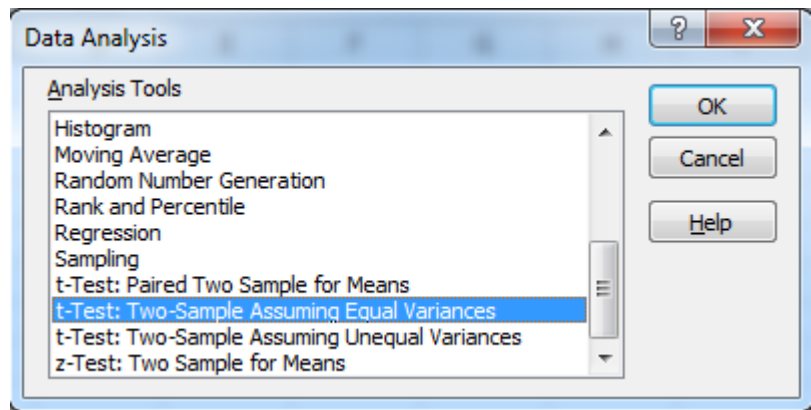 Data Analysis
Analysis Tools
Histogram
Moving Average
Random Number Generation
Rank and Percentile
Regression
Sampling
t-Test: Paired Two Sample for Means
t-Test: Two-Sample Assuming Equal Variances
t-Test: Two-Sample Assuming Unequal Variances
z-Test: Two Sample for Means
OK
Cancel
Help